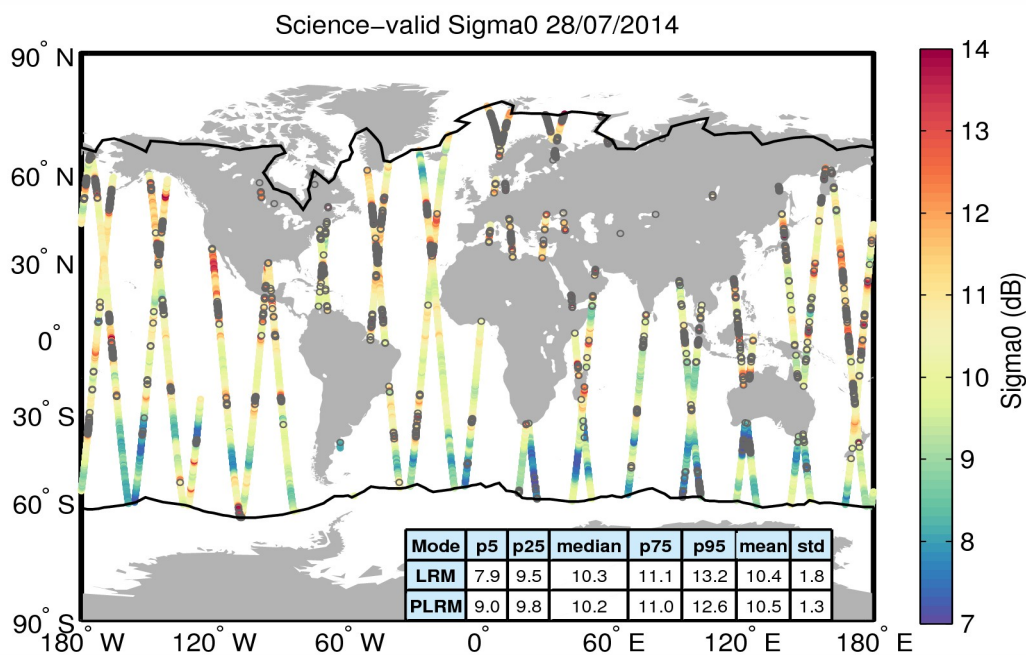 Science−valid Sigma0 28/07/2014
90° N
60° N
30° N
0°
30° S
60° S
90° S
180° W
120° W
60° W
0°
60° E
120° E
180° E
14
13
12
11
10
9
8
7
Sigma0 (dB)
Mode p5 p25 median p75 p95 mean std
LRM 7.9 9.5 10.3 11.1 13.2 10.4 1.8
PLRM 9.0 9.8 10.2 11.0 12.6 10.5 1.3